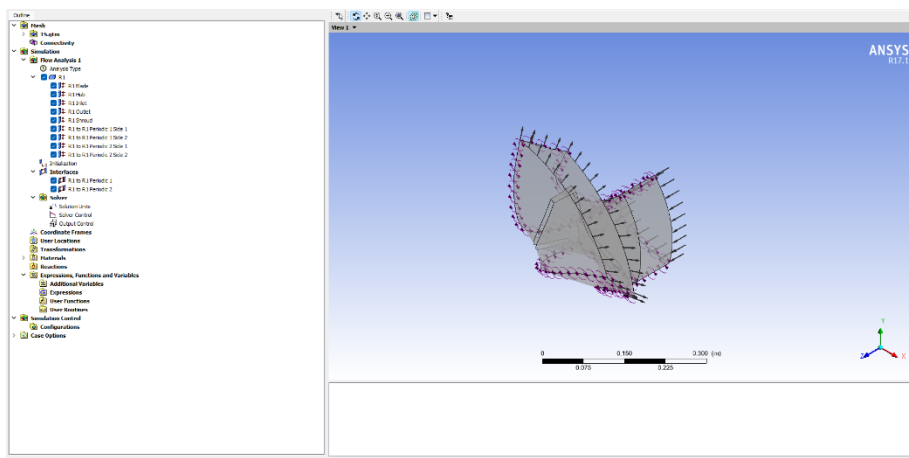 Outline
Mesh
15.gtm
Connectivity
Simulation
Flow Analysis 1
Analysis Type
R1
R1 Blade
R1 Hub
R1 Inlet
R1 Outlet
R1 Shroud
R1 to R1 Periodic 1 Side 1
R1 to R1 Periodic 1 Side 2
R1 to R1 Periodic 2 Side 1
R1 to R1 Periodic 2 Side 2
Initialization
Interfaces
R1 to R1 Periodic 1
R1 to R1 Periodic 2
Solver
Solution Units
Solver Control
Output Control
Coordinate Frames
User Locations
Transformations
Materials
Reactions
Expressions, Functions and Variables
Additional Variables
Expressions
User Functions
User Routines
Simulation Control
Configurations
Case Options
View 1
ANSYS
R17.1
0 0.150 0.300 (m)
0.075 0.225
Y
Z X